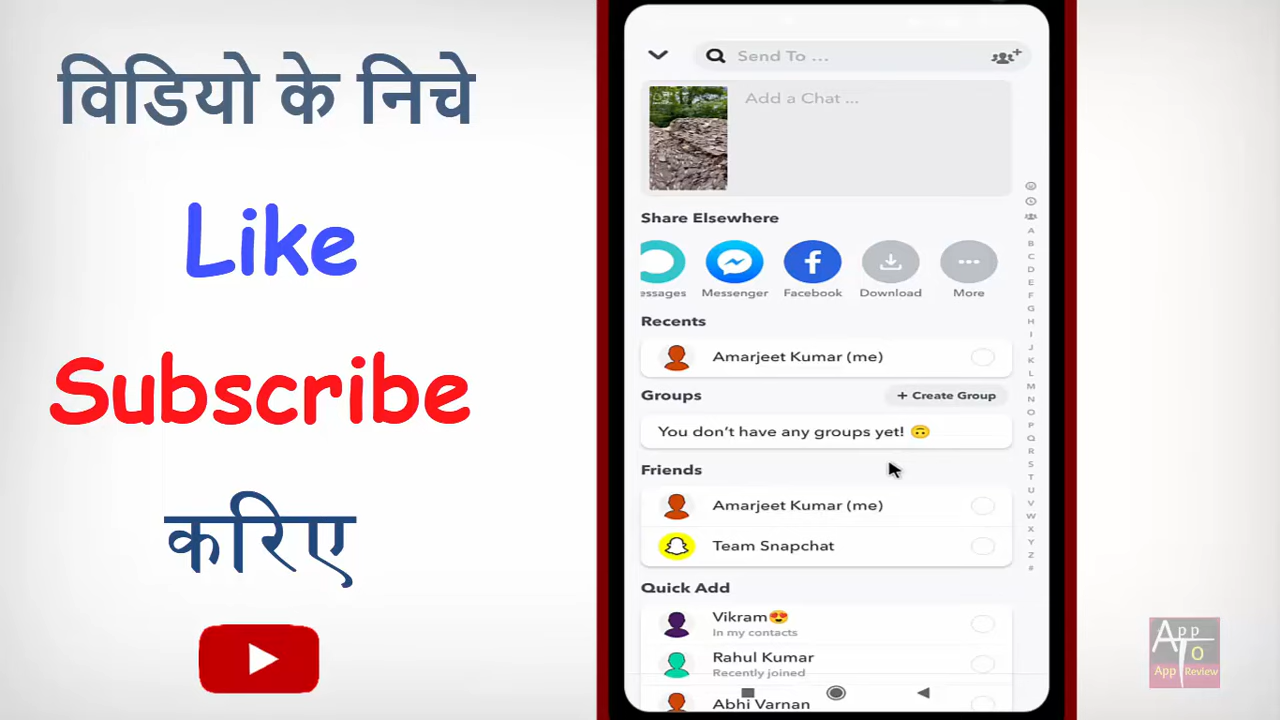 विडियो के निचे
Like
Subscribe
करिए
Send To ...
Add a Chat ...
Share Elsewhere
essages
Messenger
Facebook
Download
More
Recents
Amarjeet Kumar (me)
Groups
+ Create Group
You don't have any groups yet! 🙃
Friends
Amarjeet Kumar (me)
Team Snapchat
Quick Add
Vikram😍
In my contacts
Rahul Kumar
Recently joined
Abhi Varnan
A
B
C
D
E
F
G
H
I
J
K
L
M
N
O
P
Q
R
S
T
U
V
W
X
Y
Z
#
App
To
App Review